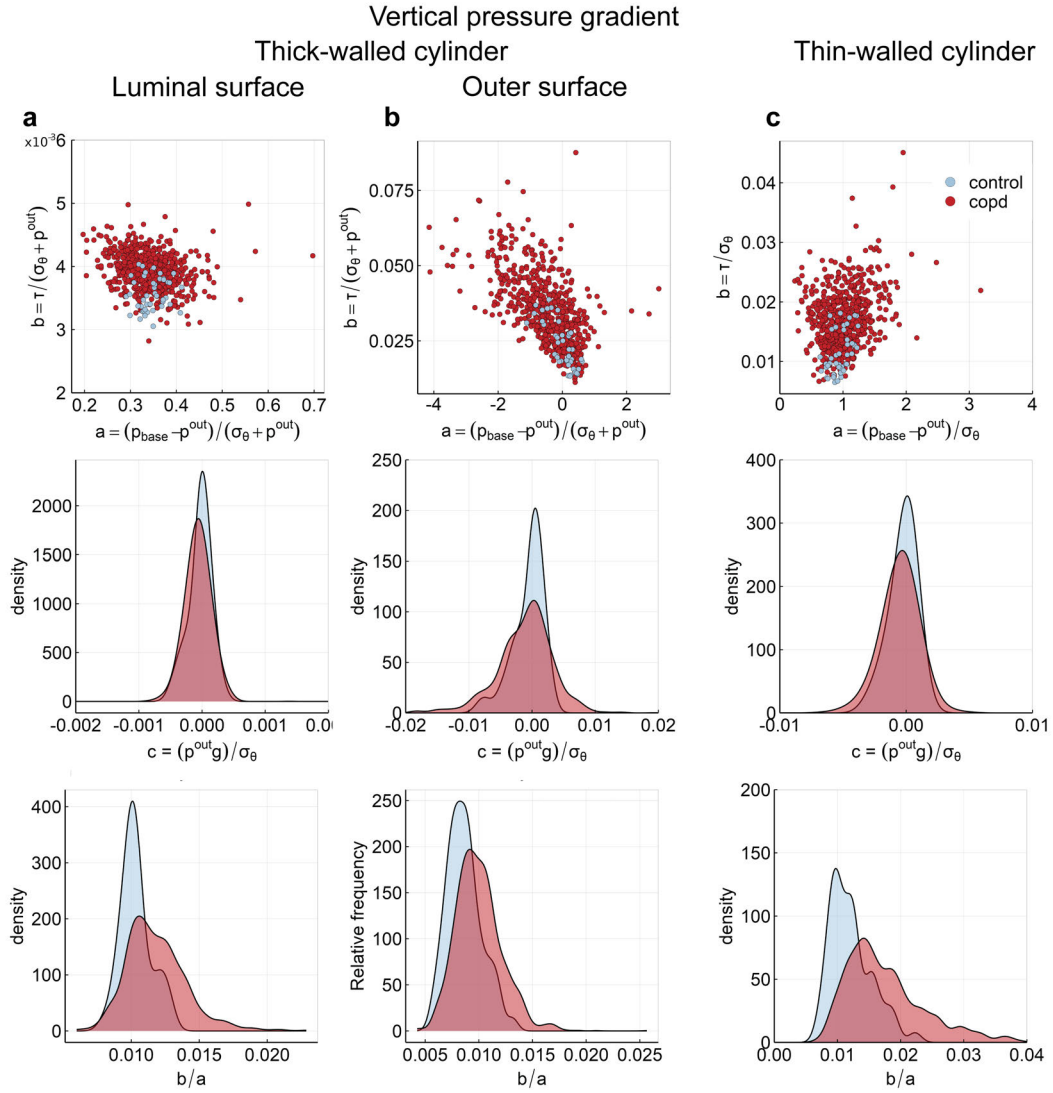 Vertical pressure gradient
Thick-walled cylinder
Thin-walled cylinder
Luminal surface
Outer surface
a
b = τ/(σθ + pᵒᵘᵗ)
6
5
4
3
2
0.2 0.3 0.4 0.5 0.6 0.7
a = (p_base − pᵒᵘᵗ)/(σθ + pᵒᵘᵗ)
b
b = τ/(σθ + pᵒᵘᵗ)
0.075
0.050
0.025
-4 -2 0 2
a = (p_base − pᵒᵘᵗ)/(σθ + pᵒᵘᵗ)
c
b = τ/σθ
control
copd
0.04
0.03
0.02
0.01
0 1 2 3 4
a = (p_base − pᵒᵘᵗ)/σθ
density
2000
1500
1000
500
0
-0.002 -0.001 0.000 0.001
c = (pᵒᵘᵗg)/σθ
density
250
200
150
100
50
0
-0.02 -0.01 0.00 0.01 0.02
c = (pᵒᵘᵗg)/σθ
density
400
300
200
100
0
-0.01 0.00 0.01
c = (pᵒᵘᵗg)/σθ
density
400
300
200
100
0
0.010 0.015 0.020
b/a
Relative frequency
250
200
150
100
50
0
0.005 0.010 0.015 0.020 0.025
b/a
density
200
150
100
50
0
0.00 0.01 0.02 0.03 0.04
b/a